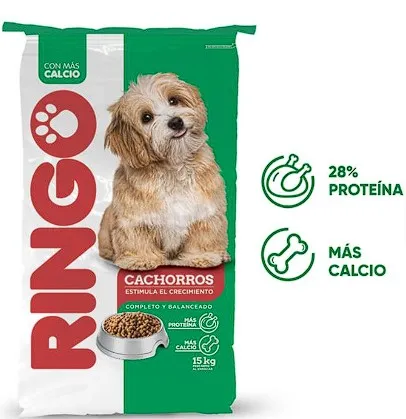 CON MÁS
CALCIO
RINGO
CACHORROS
ESTIMULA EL CRECIMIENTO
COMPLETO Y BALANCEADO
MÁS
PROTEÍNA
MÁS
CALCIO
15 kg
28%
PROTEÍNA
MÁS
CALCIO